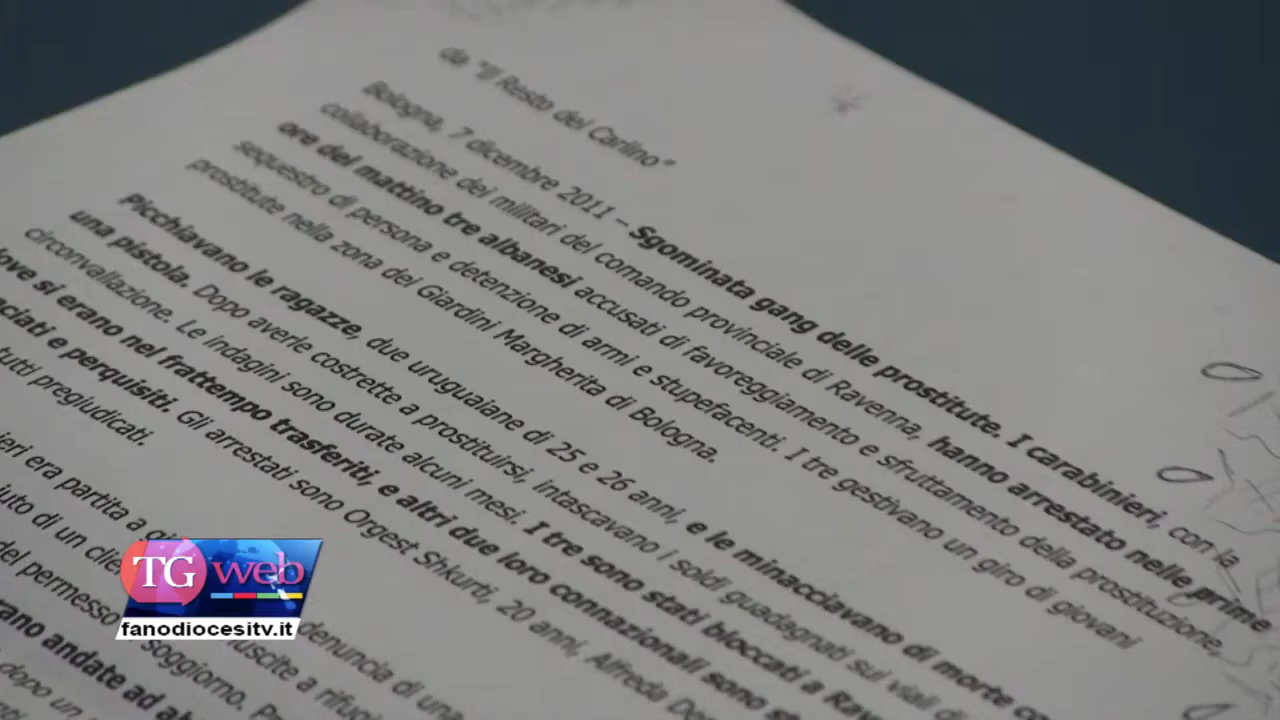 da "Il Resto del Carlino"
Bologna, 7 dicembre 2011 – Sgominata gang delle prostitute. I carabinieri, con la
collaborazione dei militari del comando provinciale di Ravenna, hanno arrestato nelle prime
ore del mattino tre albanesi accusati di favoreggiamento e sfruttamento della prostituzione,
sequestro di persona e detenzione di armi e stupefacenti. I tre gestivano un giro di giovani
prostitute nella zona dei Giardini Margherita di Bologna.
Picchiavano le ragazze, due uruguaiane di 25 e 26 anni, e le minacciavano di morte
una pistola. Dopo averle costrette a prostituirsi, intascavano i soldi guadagnati sui viali
circonvallazione. Le indagini sono durate alcuni mesi. I tre sono stati bloccati a
si erano nel frattempo trasferiti, e altri due loro connazionali sono
e perquisiti. Gli arrestati sono Orgest Shkurti, 20 anni, Alfredo
tutti pregiudicati.
era partita a denuncia di una
di un riuscite a
del permesso soggiorno.
andate ad
dopo un
TG web
fanodiocesitv.it